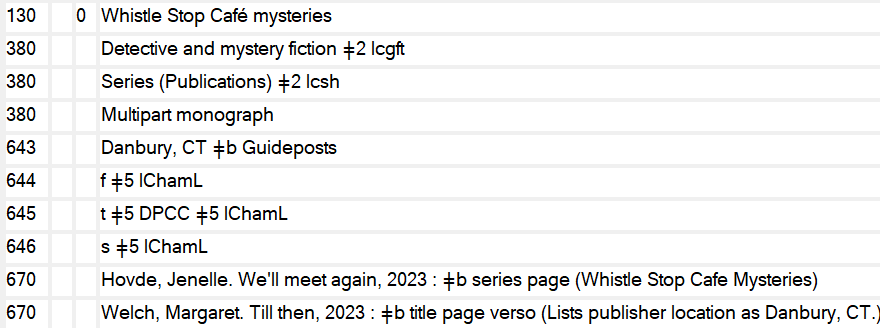 130 0 Whistle Stop Café mysteries
380 Detective and mystery fiction ǂ2 lcgft
380 Series (Publications) ǂ2 lcsh
380 Multipart monograph
643 Danbury, CT ǂb Guideposts
644 f ǂ5 IChamL
645 t ǂ5 DPCC ǂ5 IChamL
646 s ǂ5 IChamL
670 Hovde, Jenelle. We'll meet again, 2023 : ǂb series page (Whistle Stop Cafe Mysteries)
670 Welch, Margaret. Till then, 2023 : ǂb title page verso (Lists publisher location as Danbury, CT.)